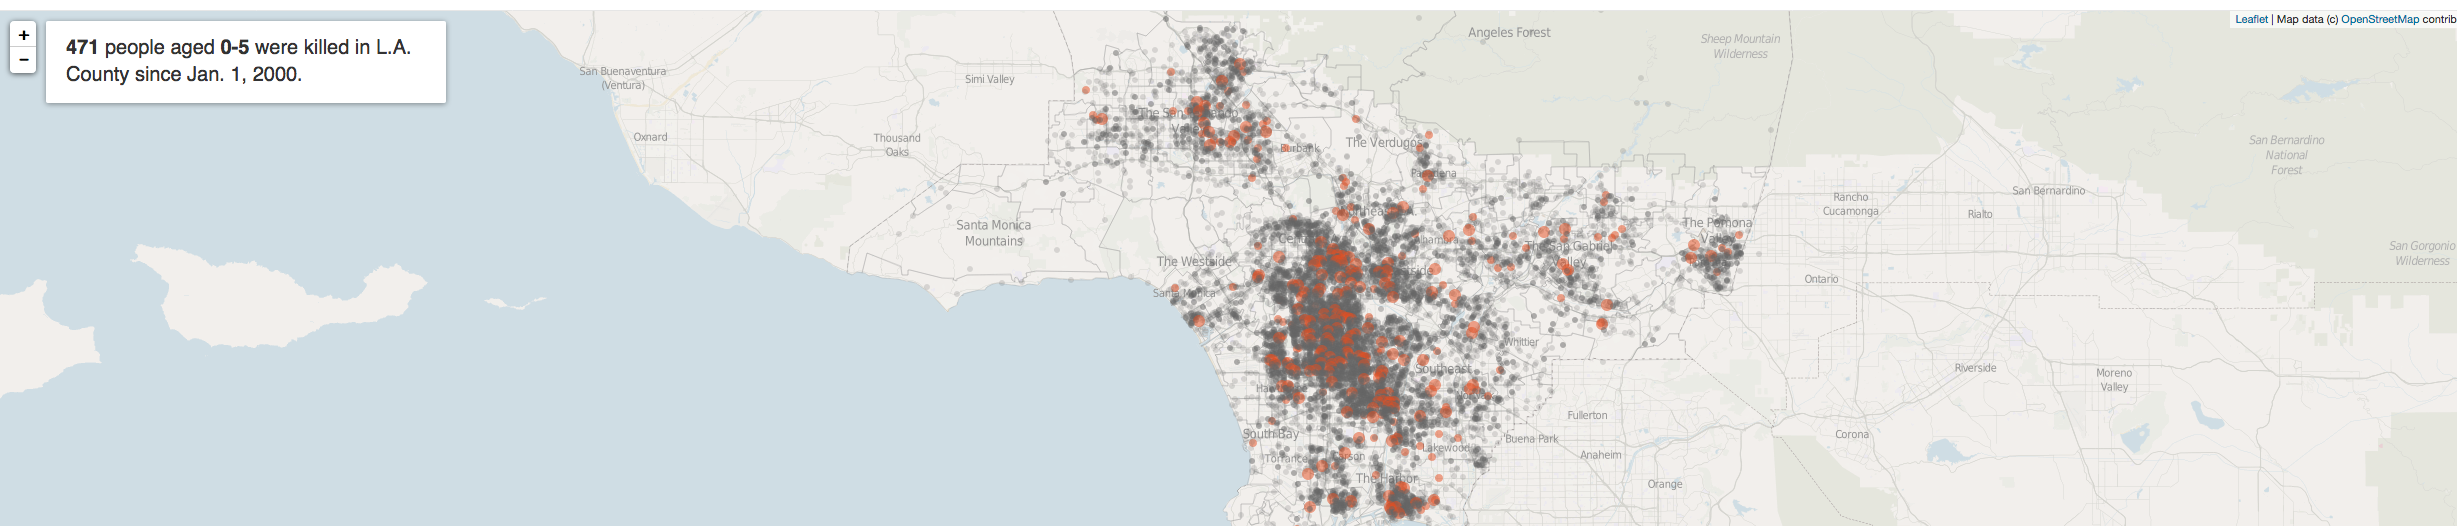 +
−
471 people aged 0-5 were killed in L.A.
County since Jan. 1, 2000.
Leaflet | Map data (c) OpenStreetMap contrib
Angeles Forest
Sheep Mountain
Wilderness
San Buenaventura
(Ventura)
Simi Valley
Oxnard
Thousand
Oaks
Burbank
The Verdugos
Pasadena
San Bernardino
National
Forest
San Bernardino
Rancho
Cucamonga
Rialto
Santa Monica
Mountains
The Pomona
Valley
The San Gabriel
Valley
Alhambra
The Westside
San Gorgonio
Wilderness
Ontario
Santa Monica
Whittier
Southeast
Riverside
Moreno
Valley
Fullerton
South Bay
Buena Park
Corona
Lakewood
Torrance
Anaheim
The Harbor
Orange